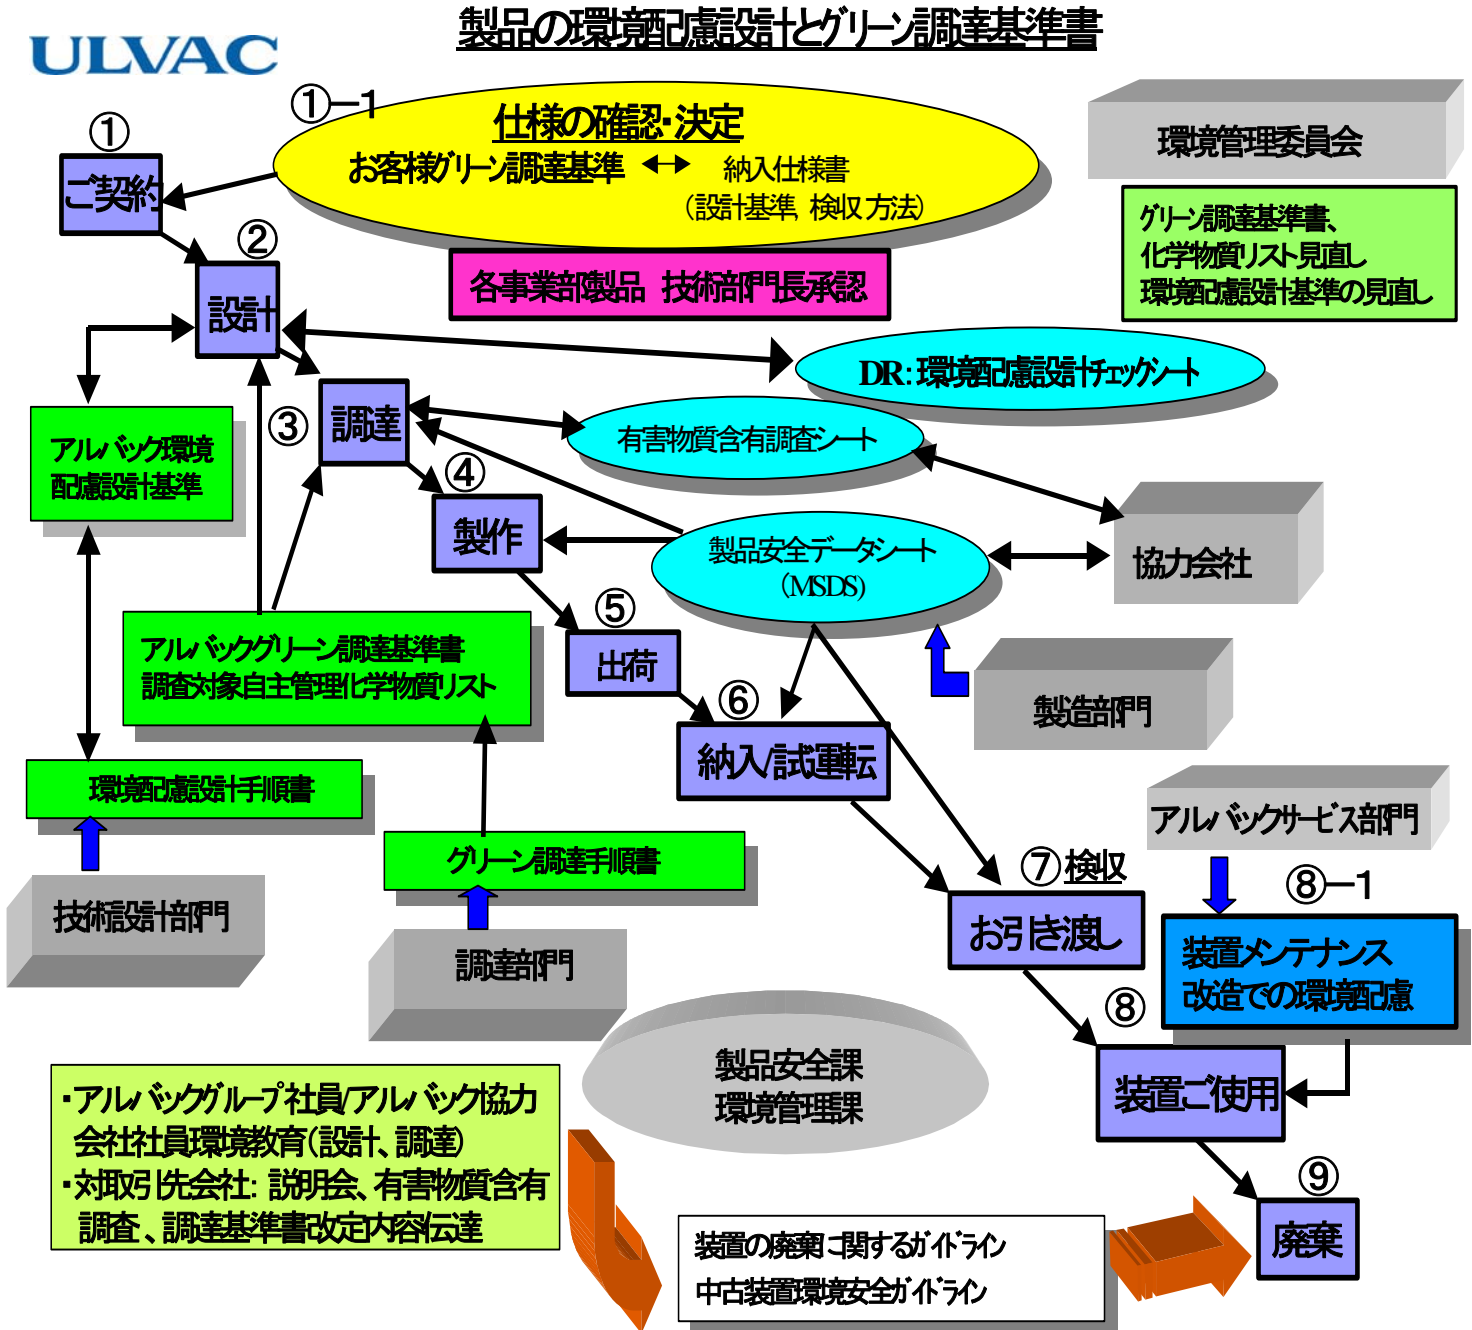 製品の環境配慮設計とグリーン調達基準書
ULVAC
①
ご契約
①ー1
仕様の確認・決定
お客様グリーン調達基準 ↔ 納入仕様書
（設計基準, 検収方法）
環境管理委員会
グリーン調達基準書、
化学物質リスト見直し
環境配慮設計基準の見直し
各事業部製品 技術部門長承認
②
設計
DR：環境配慮設計チェックシート
③
調達
有害物質含有調査シート
アルバック環境
配慮設計基準
④
製作
製品安全データシート
（MSDS）
協力会社
⑤
出荷
アルバックグリーン調達基準書
調査対象自主管理化学物質リスト
製造部門
⑥
納入/試運転
環境配慮設計手順書
グリーン調達手順書
アルバックサービス部門
技術設計部門
調達部門
⑦検収
お引き渡し
⑧ー1
装置メンテナンス
改造での環境配慮
⑧
装置ご使用
製品安全課
環境管理課
・アルバックグループ社員/アルバック協力
会社社員環境教育（設計、調達）
・対取引先会社：説明会、有害物質含有
調査、調達基準書改定内容伝達
⑨
廃棄
装置の廃棄に関するガイドライン
中古装置環境安全ガイドライン